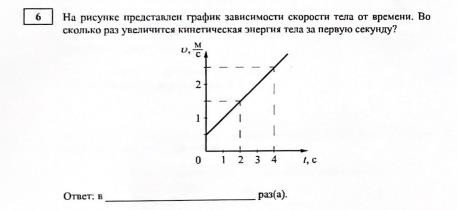 6 На рисунке представлен график зависимости скорости тела от времени. Во
сколько раз увеличится кинетическая энергия тела за первую секунду?
υ, м/с
2
1
0 1 2 3 4 t, с
Ответ: в ____________________ раз(а).